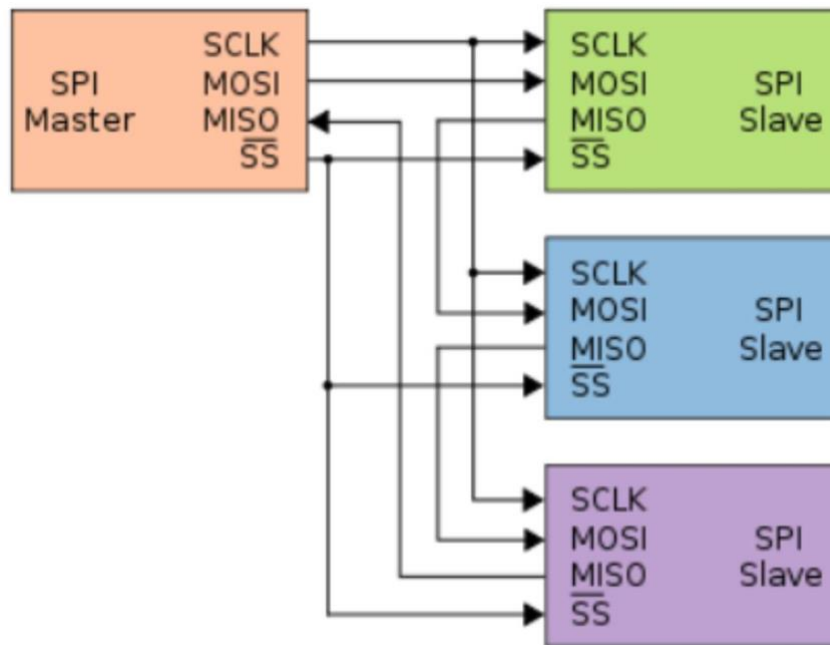 SPI
Master
SCLK
MOSI
MISO
SS
SCLK
MOSI
MISO
SS
SPI
Slave
SCLK
MOSI
MISO
SS
SPI
Slave
SCLK
MOSI
MISO
SS
SPI
Slave